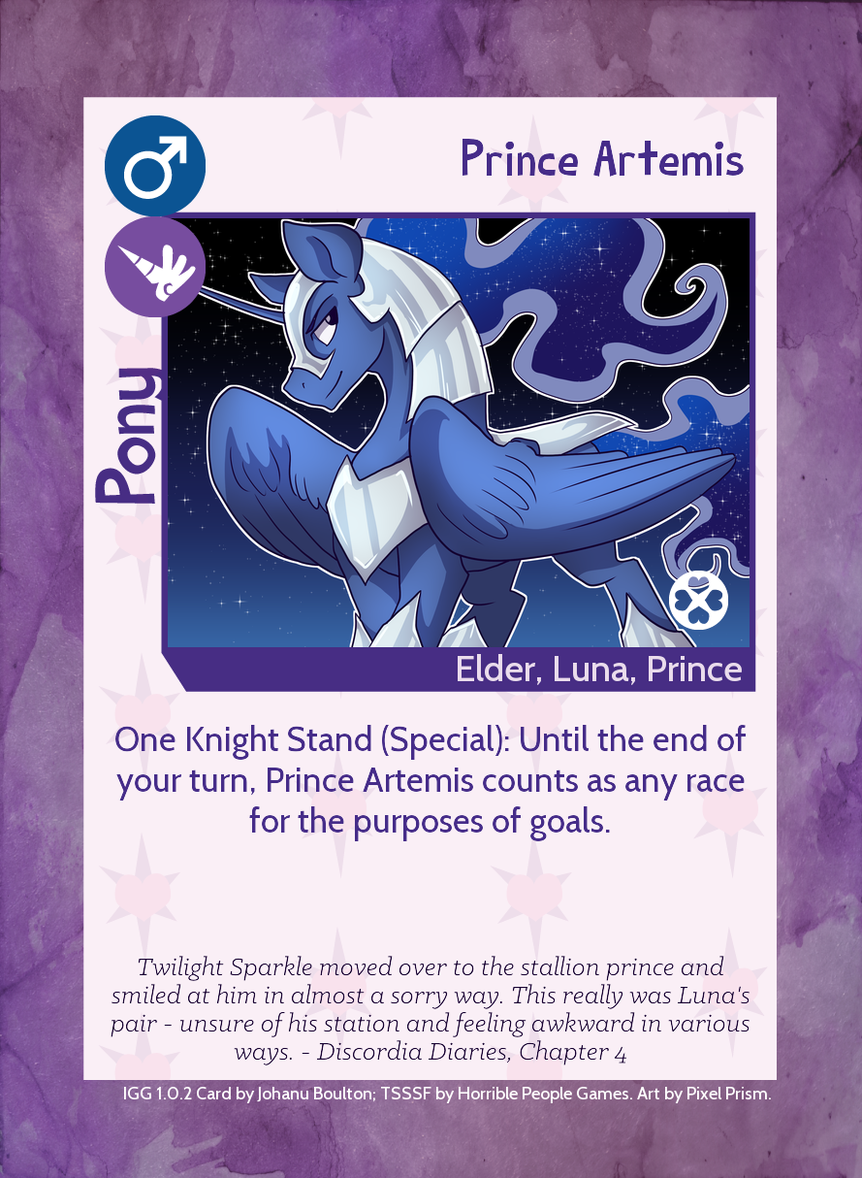 Prince Artemis
Pony
Elder, Luna, Prince
One Knight Stand (Special): Until the end of
your turn, Prince Artemis counts as any race
for the purposes of goals.
Twilight Sparkle moved over to the stallion prince and
smiled at him in almost a sorry way. This really was Luna's
pair - unsure of his station and feeling awkward in various
ways. - Discordia Diaries, Chapter 4
IGG 1.0.2 Card by Johanu Boulton; TSSSF by Horrible People Games. Art by Pixel Prism.